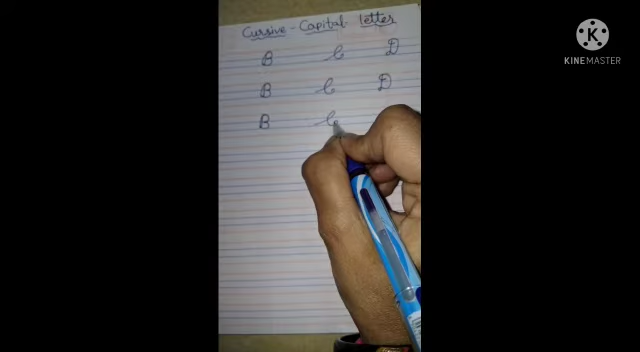 Cursive - Capital letter
K
KINEMASTER
B C D
B C D
B C